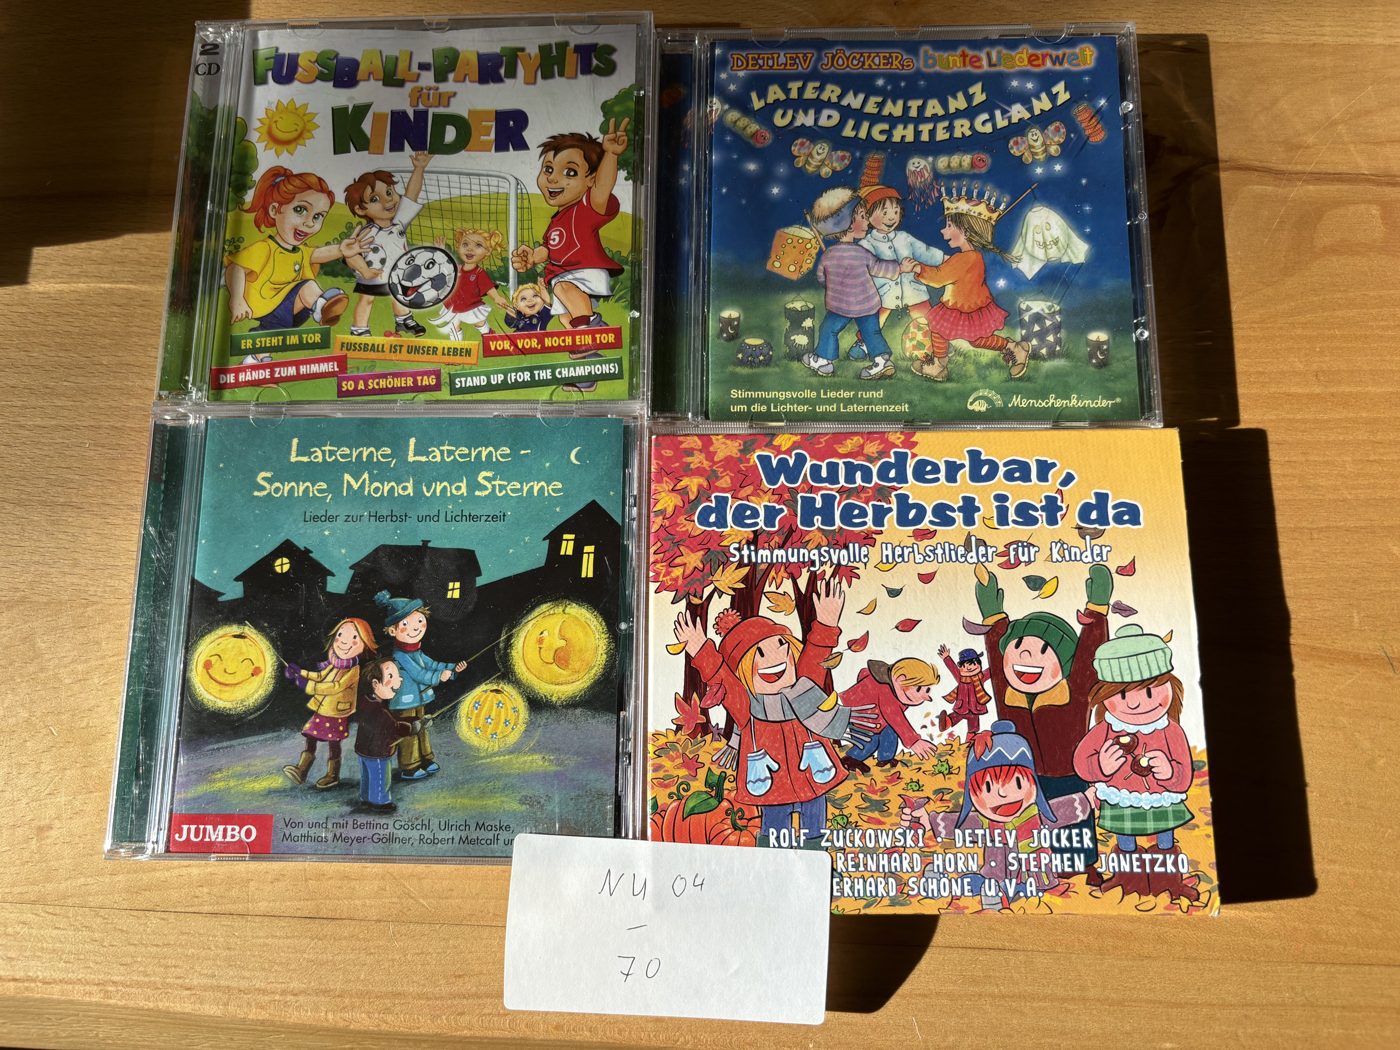 2
CD
FUSSBALL-PARTYHITS
für
KINDER
5
ER STEHT IM TOR
FUSSBALL IST UNSER LEBEN
VOR, VOR, NOCH EIN TOR
DIE HÄNDE ZUM HIMMEL
SO A SCHÖNER TAG
STAND UP (FOR THE CHAMPIONS)
DETLEV JÖCKERs bunte Liederwelt
LATERNENTANZ
UND LICHTERGLANZ
Stimmungsvolle Lieder rund
um die Lichter- und Laternenzeit
Menschenkinder®
Laterne, Laterne -
Sonne, Mond und Sterne
Lieder zur Herbst- und Lichterzeit
JUMBO
Von und mit Bettina Göschl, Ulrich Maske,
Matthias Meyer-Göllner, Robert Metcalf
Wunderbar,
der Herbst ist da
Stimmungsvolle Herbstlieder für Kinder
ROLF ZUCKOWSKI · DETLEV JÖCKER
REINHARD HORN · STEPHEN JANETZKO
ERHARD SCHÖNE U.V.A.
NU 04
–
70